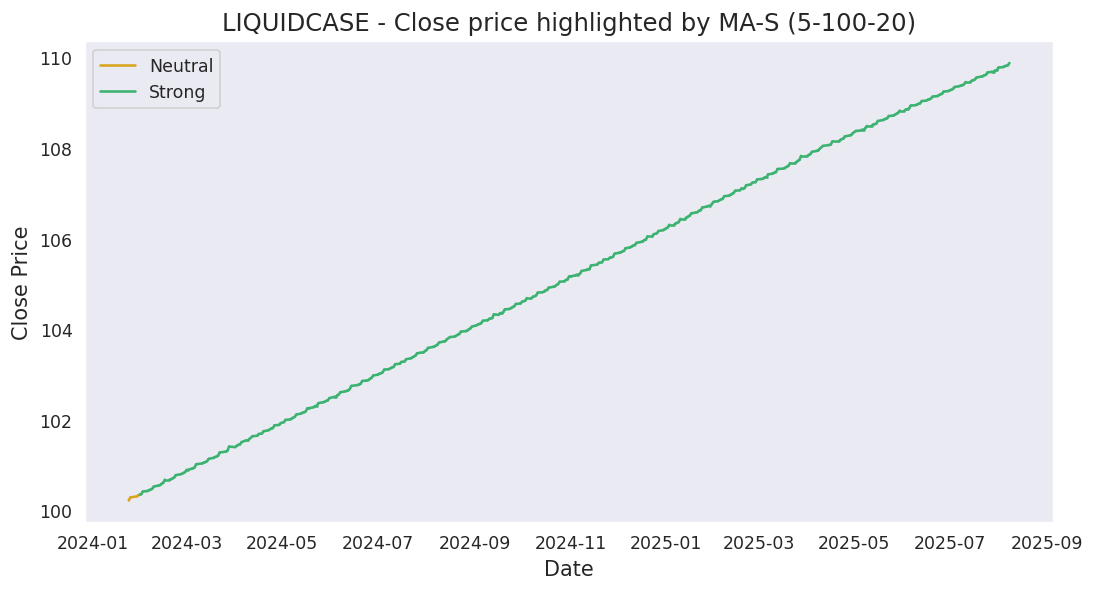 LIQUIDCASE - Close price highlighted by MA-S (5-100-20)
Neutral
Strong
Close Price
110
108
106
104
102
100
2024-01 2024-03 2024-05 2024-07 2024-09 2024-11 2025-01 2025-03 2025-05 2025-07 2025-09
Date